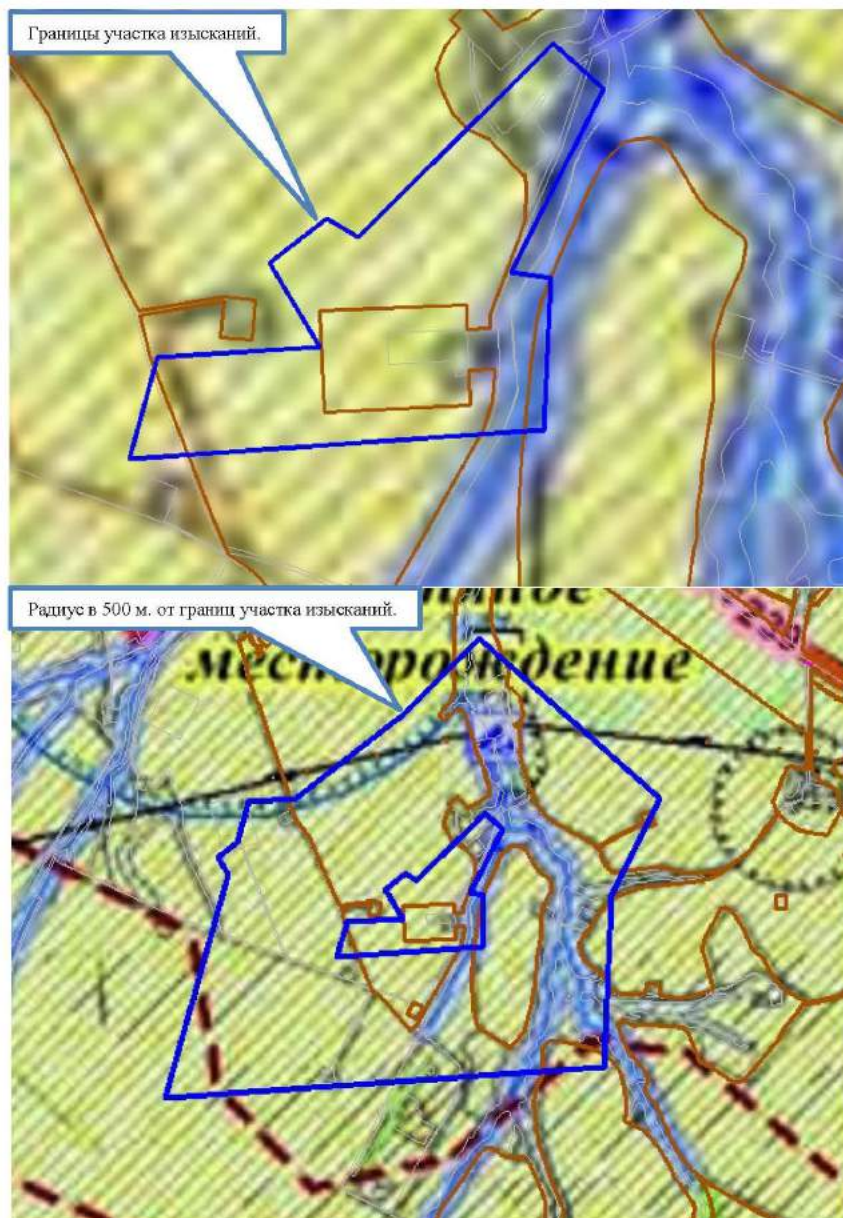 Границы участка изысканий.
Радиус в 500 м. от границ участка изысканий.
месторождение